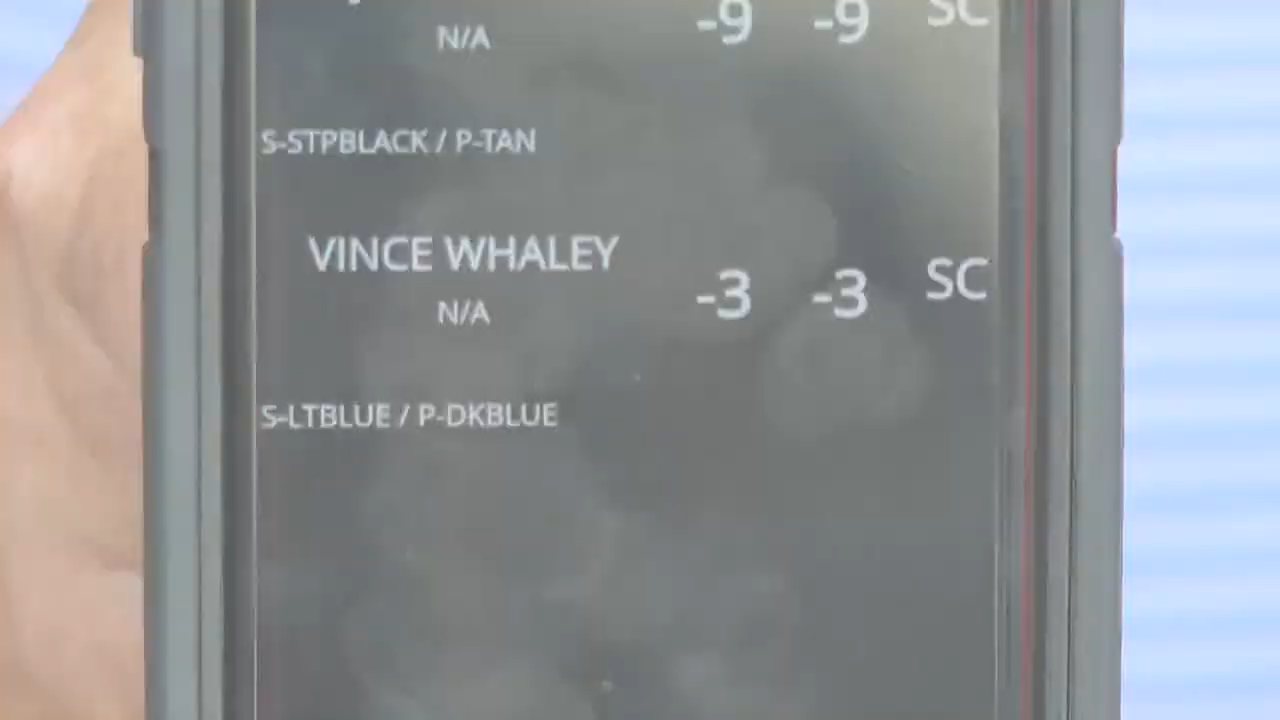 -9 -9 SC
N/A
S-STPBLACK / P-TAN
VINCE WHALEY
-3 -3 SC
N/A
S-LTBLUE / P-DKBLUE